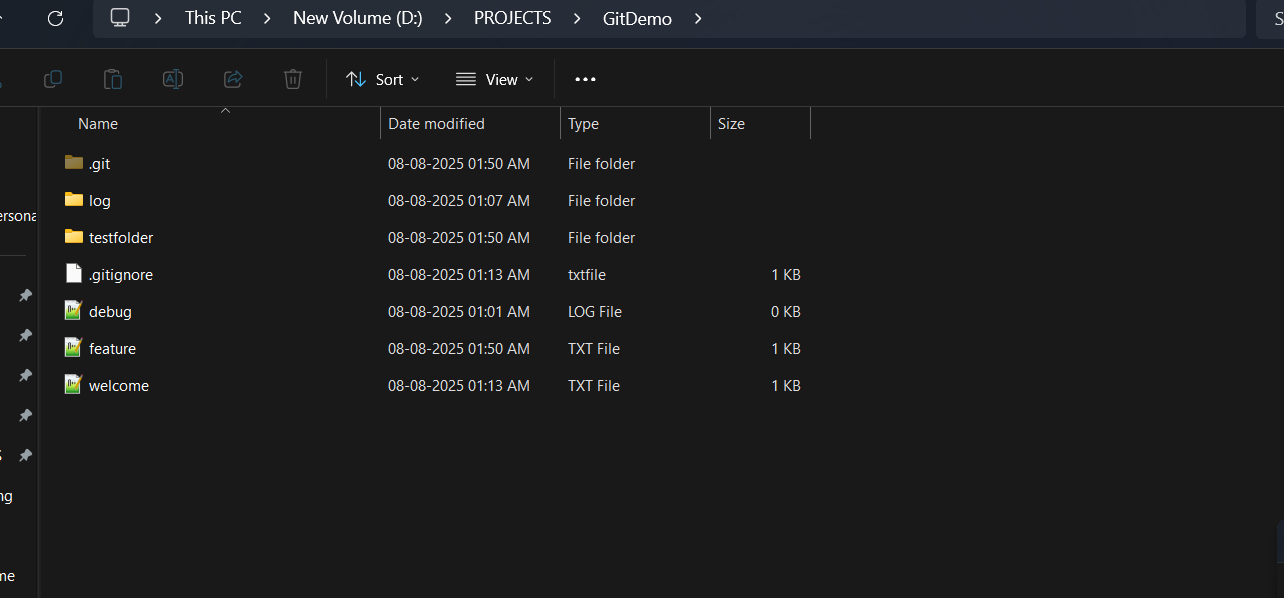 This PC > New Volume (D:) > PROJECTS > GitDemo > S
Sort View •••
Name Date modified Type Size
.git 08-08-2025 01:50 AM File folder
log 08-08-2025 01:07 AM File folder
ersona
testfolder 08-08-2025 01:50 AM File folder
.gitignore 08-08-2025 01:13 AM txtfile 1 KB
debug 08-08-2025 01:01 AM LOG File 0 KB
feature 08-08-2025 01:50 AM TXT File 1 KB
welcome 08-08-2025 01:13 AM TXT File 1 KB
S
ng
me